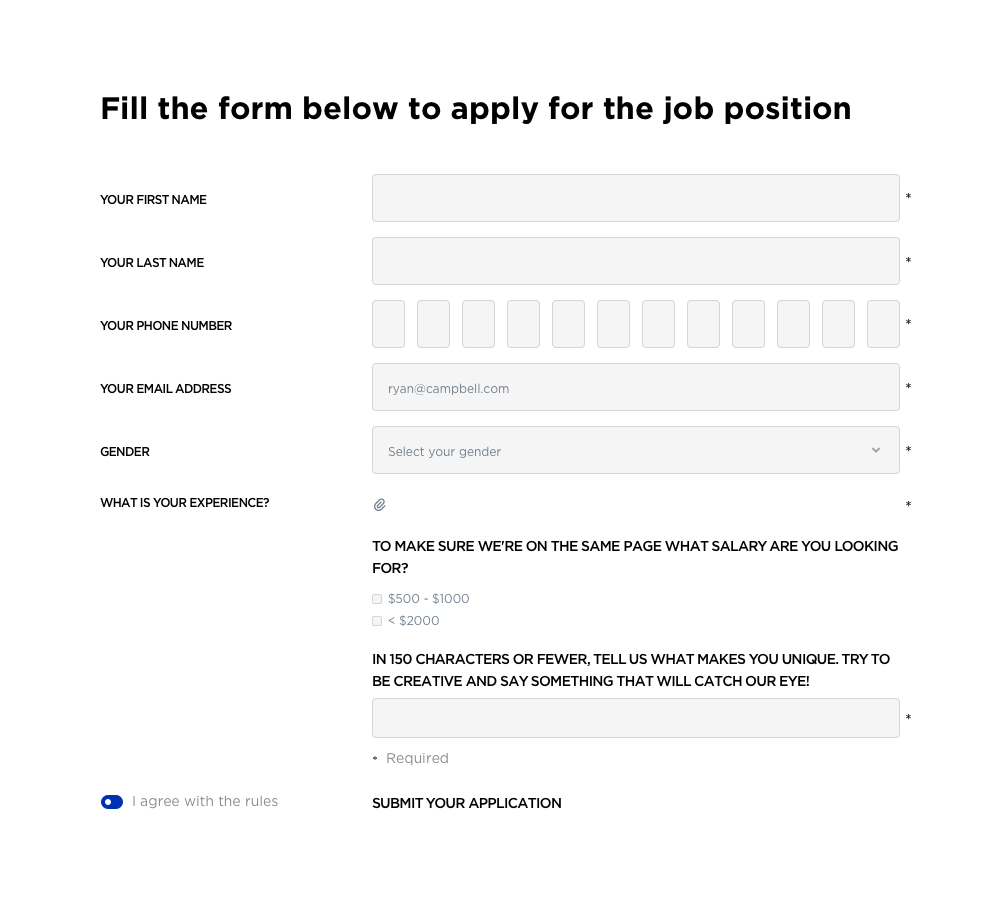 Fill the form below to apply for the job position
YOUR FIRST NAME
*
YOUR LAST NAME
*
YOUR PHONE NUMBER
*
YOUR EMAIL ADDRESS
ryan@campbell.com
*
GENDER
Select your gender
*
WHAT IS YOUR EXPERIENCE?
*
TO MAKE SURE WE'RE ON THE SAME PAGE WHAT SALARY ARE YOU LOOKING
FOR?
$500 - $1000
< $2000
IN 150 CHARACTERS OR FEWER, TELL US WHAT MAKES YOU UNIQUE. TRY TO
BE CREATIVE AND SAY SOMETHING THAT WILL CATCH OUR EYE!
*
* Required
I agree with the rules
SUBMIT YOUR APPLICATION